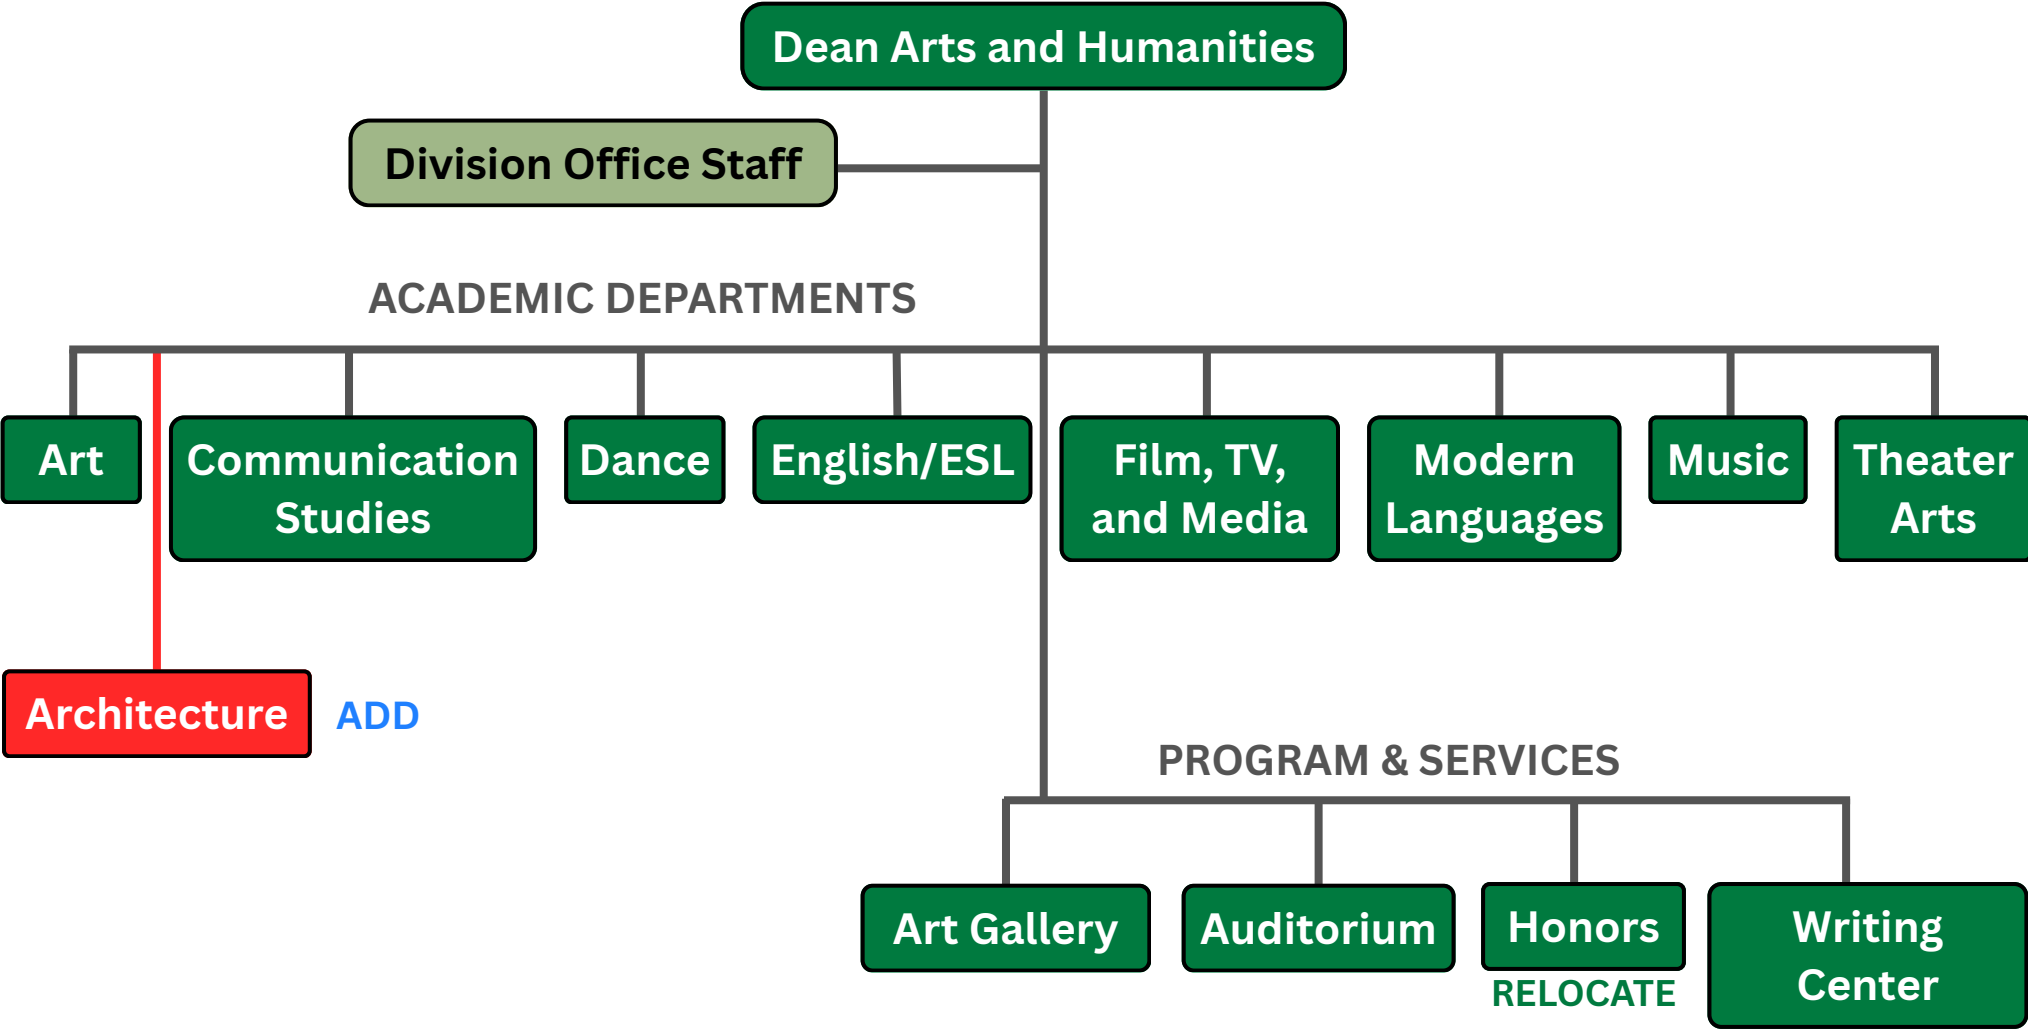 Dean Arts and Humanities
Division Office Staff
ACADEMIC DEPARTMENTS
Art
Communication
Studies
Dance
English/ESL
Film, TV,
and Media
Modern
Languages
Music
Theater
Arts
Architecture
ADD
PROGRAM & SERVICES
Art Gallery
Auditorium
Honors
RELOCATE
Writing
Center